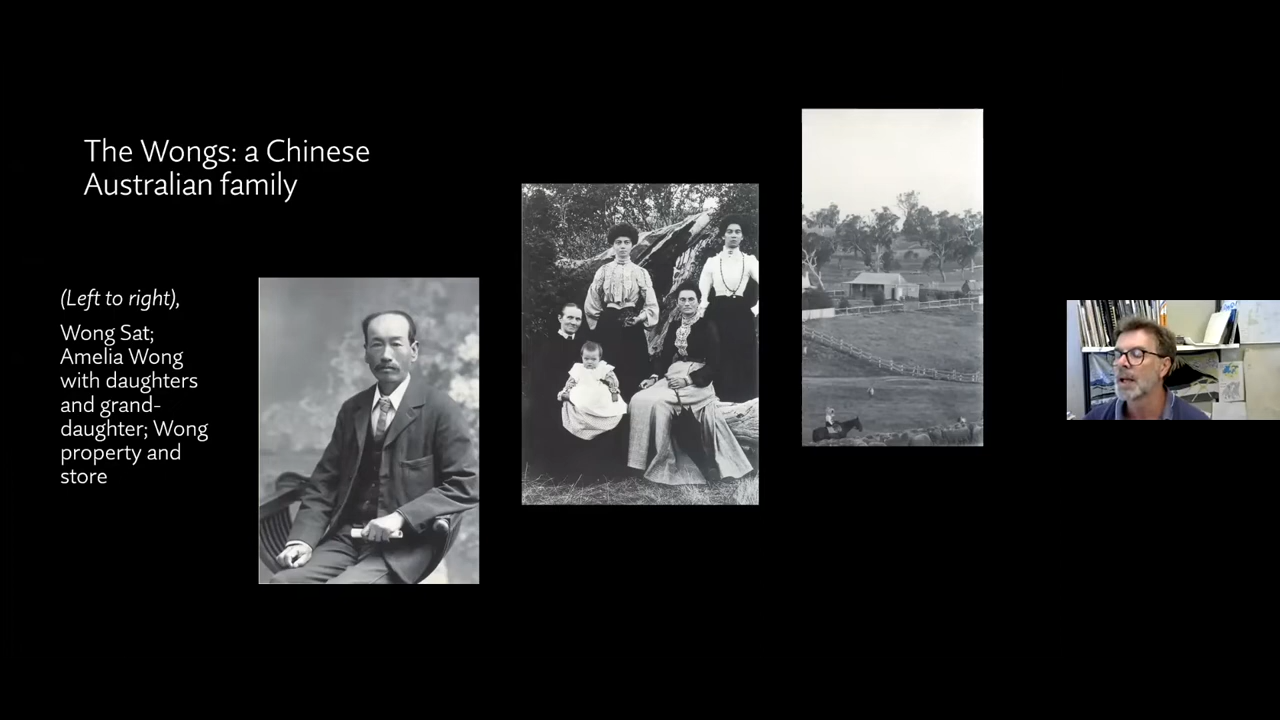 The Wongs: a Chinese
Australian family
(Left to right),
Wong Sat;
Amelia Wong
with daughters
and grand-
daughter; Wong
property and
store